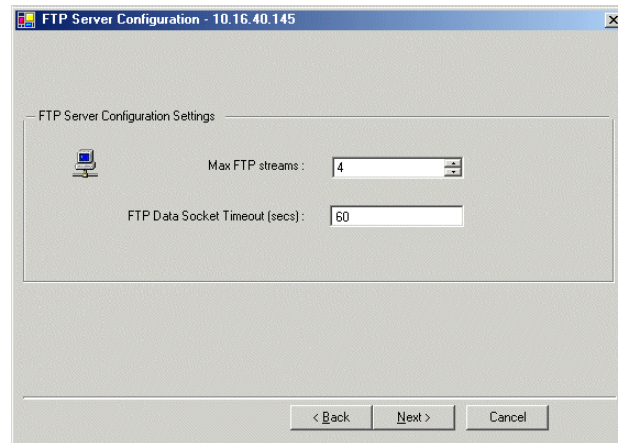 FTP Server Configuration - 10.16.40.145
FTP Server Configuration Settings
Max FTP streams : 4
FTP Data Socket Timeout (secs) : 60
< Back Next > Cancel